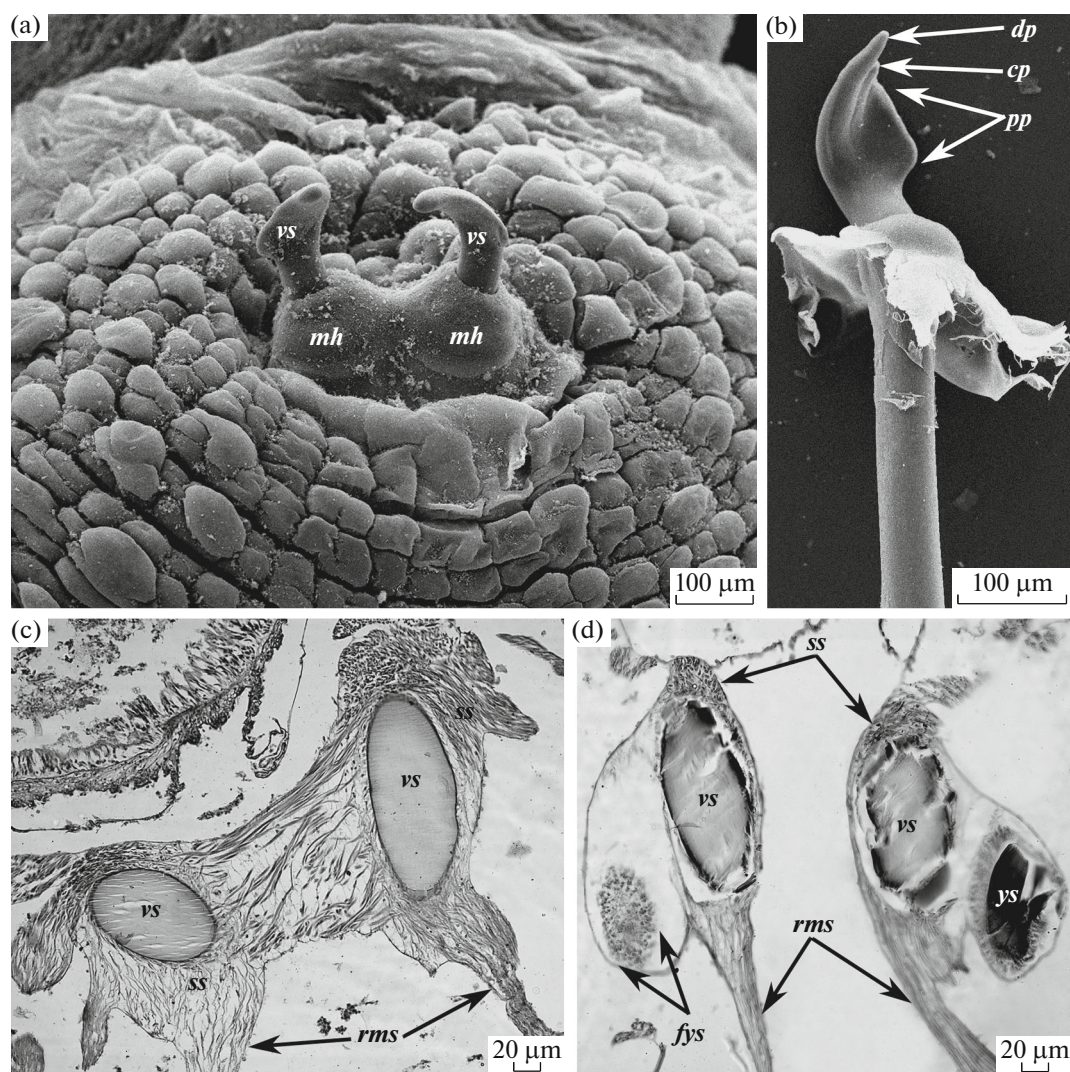 (a)
vs
vs
mh
mh
100 µm
(b)
dp
cp
pp
100 µm
(c)
ss
vs
vs
ss
rms
20 µm
(d)
ss
vs
vs
ys
rms
fys
20 µm